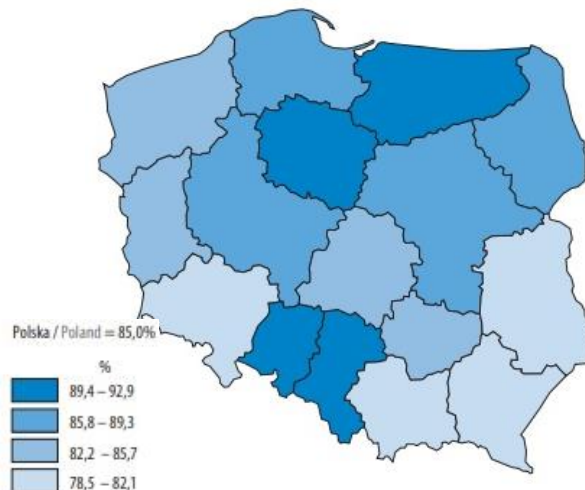 Polska / Poland = 85,0%
%
89,4 – 92,9
85,8 – 89,3
82,2 – 85,7
78,5 – 82,1